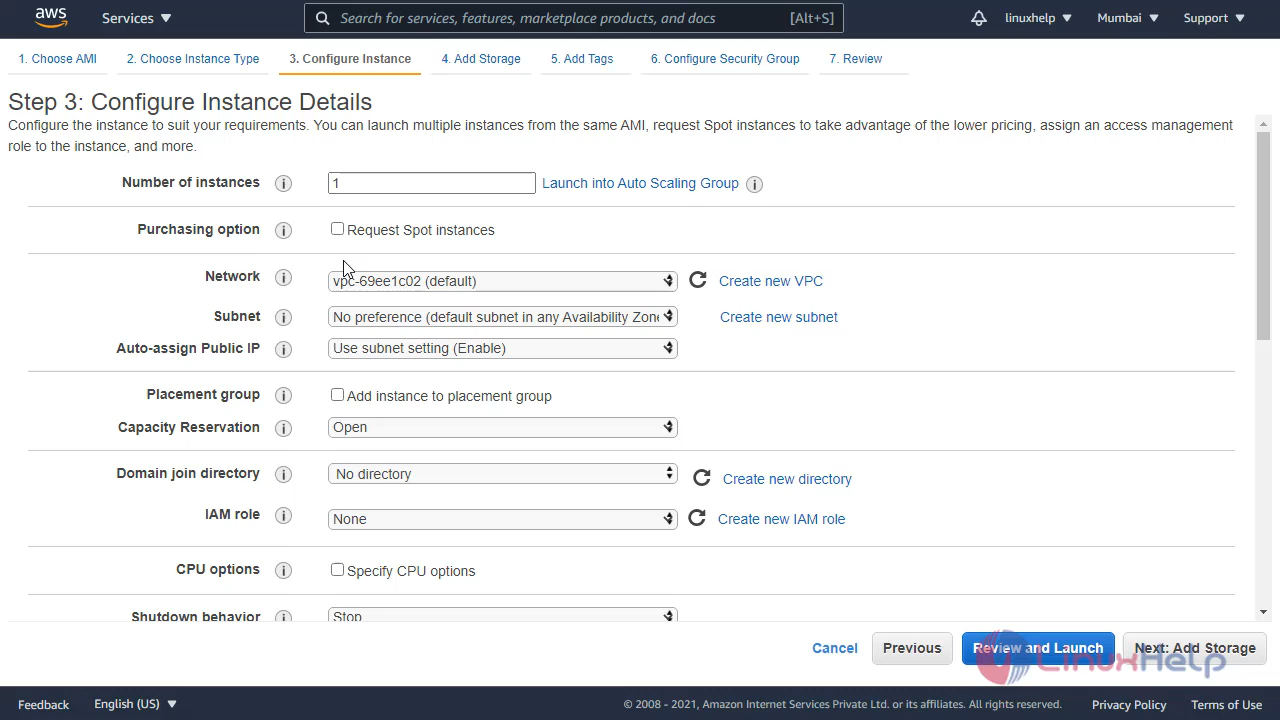 aws
Services
Search for services, features, marketplace products, and docs [Alt+S]
linuxhelp
Mumbai
Support
1. Choose AMI
2. Choose Instance Type
3. Configure Instance
4. Add Storage
5. Add Tags
6. Configure Security Group
7. Review
Step 3: Configure Instance Details
Configure the instance to suit your requirements. You can launch multiple instances from the same AMI, request Spot instances to take advantage of the lower pricing, assign an access management
role to the instance, and more.
Number of instances i 1 Launch into Auto Scaling Group i
Purchasing option i Request Spot instances
Network i vpc-69ee1c02 (default) Create new VPC
Subnet i No preference (default subnet in any Availability Zone Create new subnet
Auto-assign Public IP i Use subnet setting (Enable)
Placement group i Add instance to placement group
Capacity Reservation i Open
Domain join directory i No directory Create new directory
IAM role i None Create new IAM role
CPU options i Specify CPU options
Shutdown behavior i Stop
Cancel
Previous
Review and Launch
Next: Add Storage
LinuxHelp
Feedback
English (US)
© 2008 - 2021, Amazon Internet Services Private Ltd. or its affiliates. All rights reserved.
Privacy Policy
Terms of Use